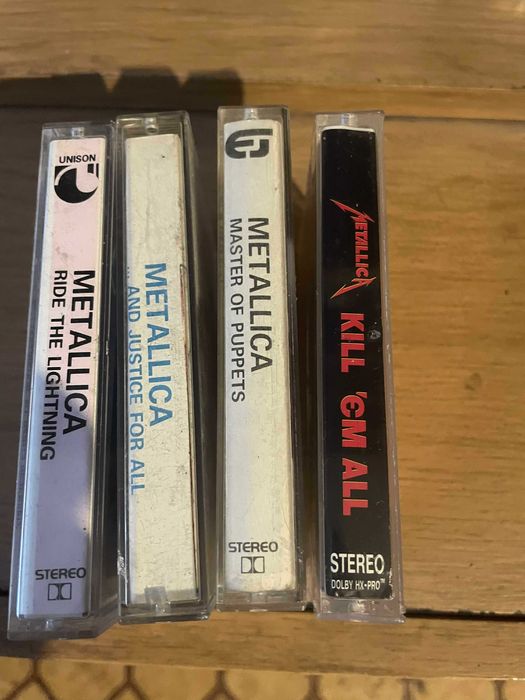 UNISON
METALLICA
RIDE THE LIGHTNING
STEREO
METALLICA
...AND JUSTICE FOR ALL
METALLICA
MASTER OF PUPPETS
STEREO
METALLICA KILL 'EM ALL
STEREO
DOLBY HX-PRO™